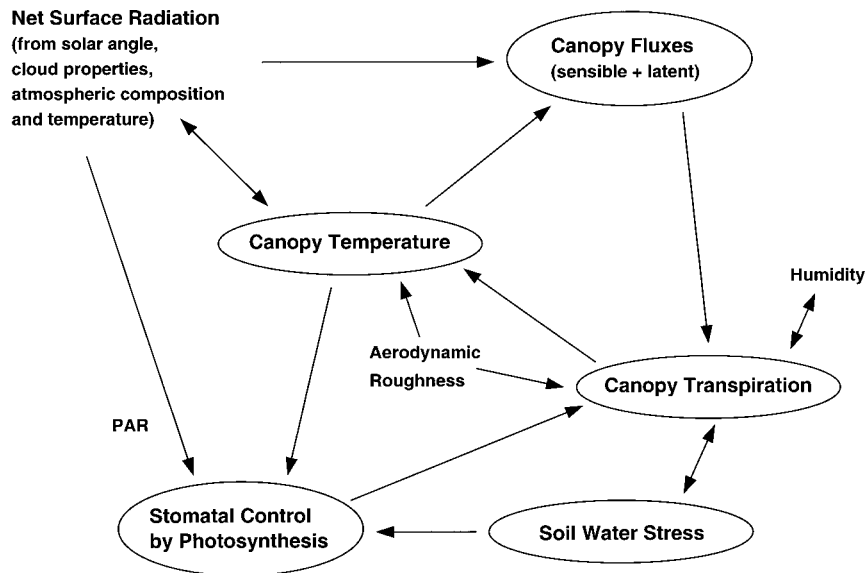 Net Surface Radiation
(from solar angle,
cloud properties,
atmospheric composition
and temperature)
Canopy Fluxes
(sensible + latent)
Canopy Temperature
Humidity
Aerodynamic
Roughness
Canopy Transpiration
PAR
Stomatal Control
by Photosynthesis
Soil Water Stress